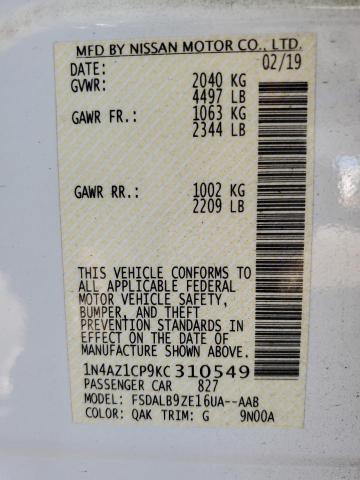 MFD BY NISSAN MOTOR CO., LTD.
DATE: 02/19
GVWR: 2040 KG
4497 LB
GAWR FR.: 1063 KG
2344 LB
GAWR RR.: 1002 KG
2209 LB
THIS VEHICLE CONFORMS TO
ALL APPLICABLE FEDERAL
MOTOR VEHICLE SAFETY,
BUMPER, AND THEFT
PREVENTION STANDARDS IN
EFFECT ON THE DATE OF
MANUFACTURE SHOWN ABOVE.
1N4AZ1CP9KC310549
PASSENGER CAR 827
MODEL: FSDALB9ZE16UA--AAB
COLOR: QAK TRIM: G 9N00A